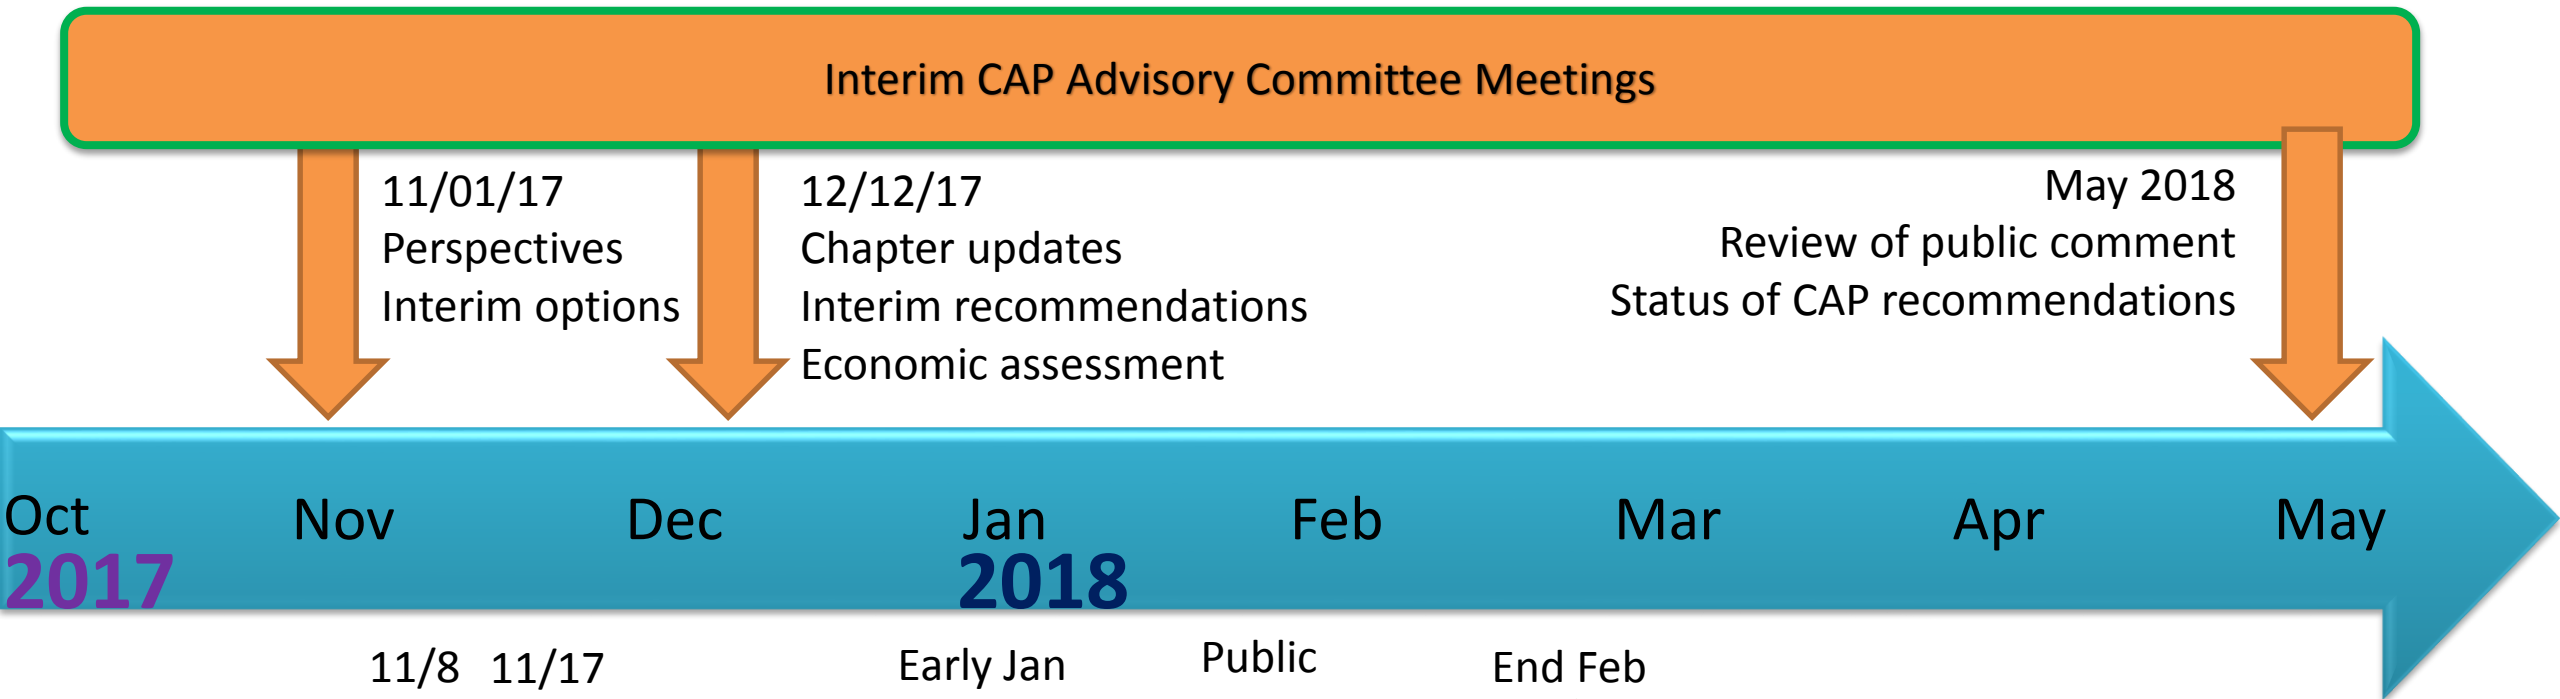 Interim CAP Advisory Committee Meetings
11/01/17
Perspectives
Interim options
12/12/17
Chapter updates
Interim recommendations
Economic assessment
May 2018
Review of public comment
Status of CAP recommendations
Oct Nov Dec Jan Feb Mar Apr May
2017 2018
11/8 11/17 Early Jan Public End Feb